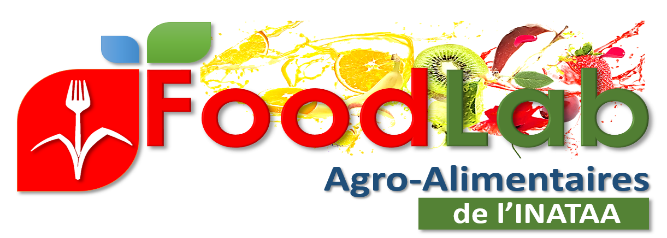 FoodLab
Agro-Alimentaires
de l'INATAA